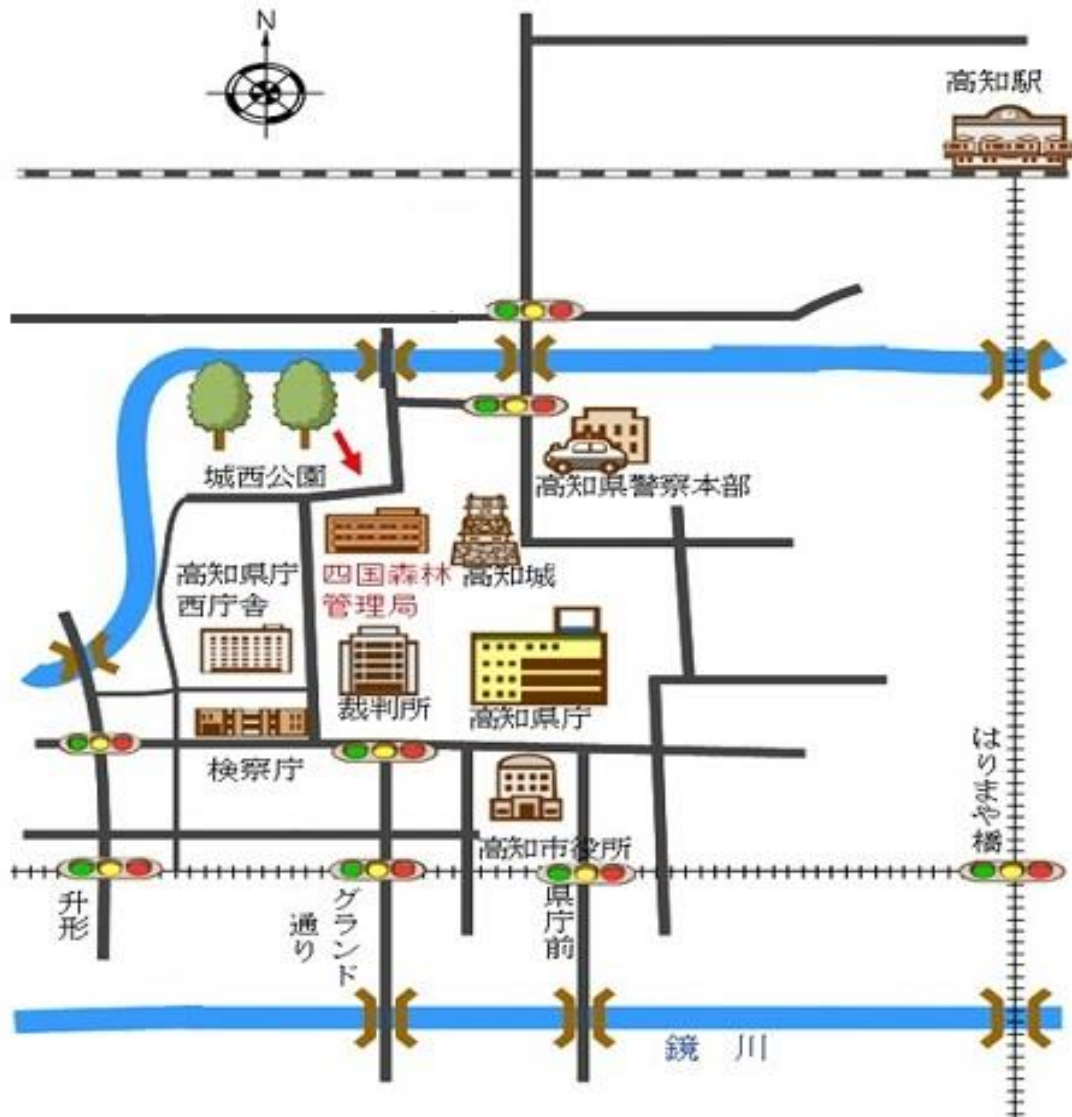 N
高知駅
城西公園
高知県警察本部
高知県庁
西庁舎
四国森林
管理局
高知城
裁判所
高知県庁
検察庁
はりまや橋
高知市役所
升形
グランド
通り
県庁前
鏡川